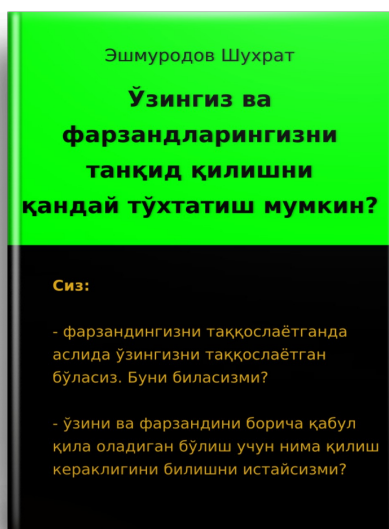 Эшмуродов Шухрат
Ўзингиз ва
фарзандларингизни
танқид қилишни
қандай тўхтатиш мумкин?
Сиз:
- фарзандингизни таққослаётганда
аслида ўзингизни таққослаётган
бўласиз. Буни биласизми?
- ўзини ва фарзандини борича қабул
қила оладиган бўлиш учун нима қилиш
кераклигини билишни истайсизми?